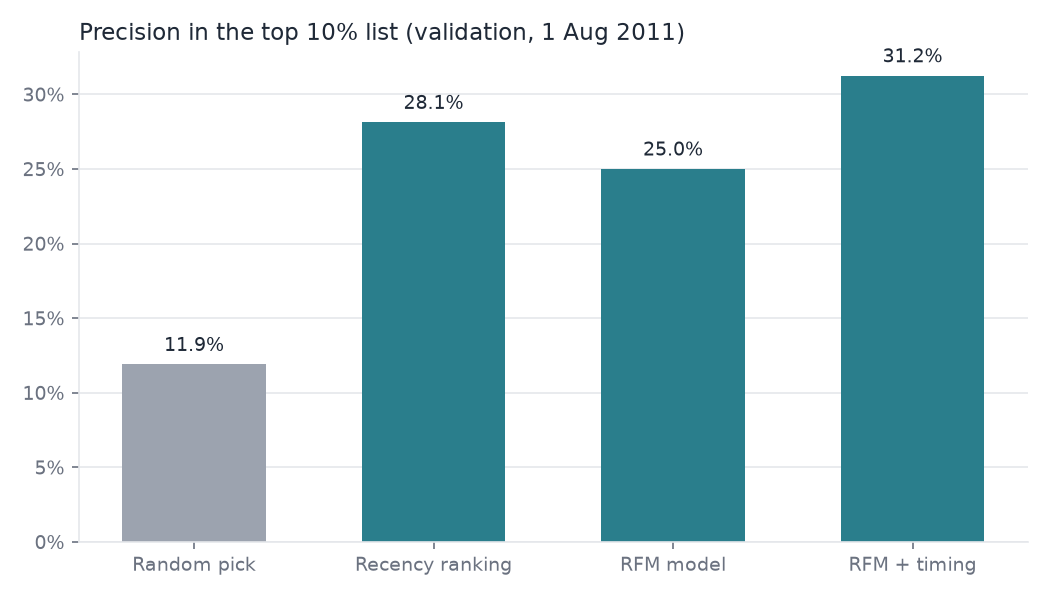 Precision in the top 10% list (validation, 1 Aug 2011)
31.2%
30%
28.1%
25%
25.0%
20%
15%
11.9%
10%
5%
0%
Random pick
Recency ranking
RFM model
RFM + timing